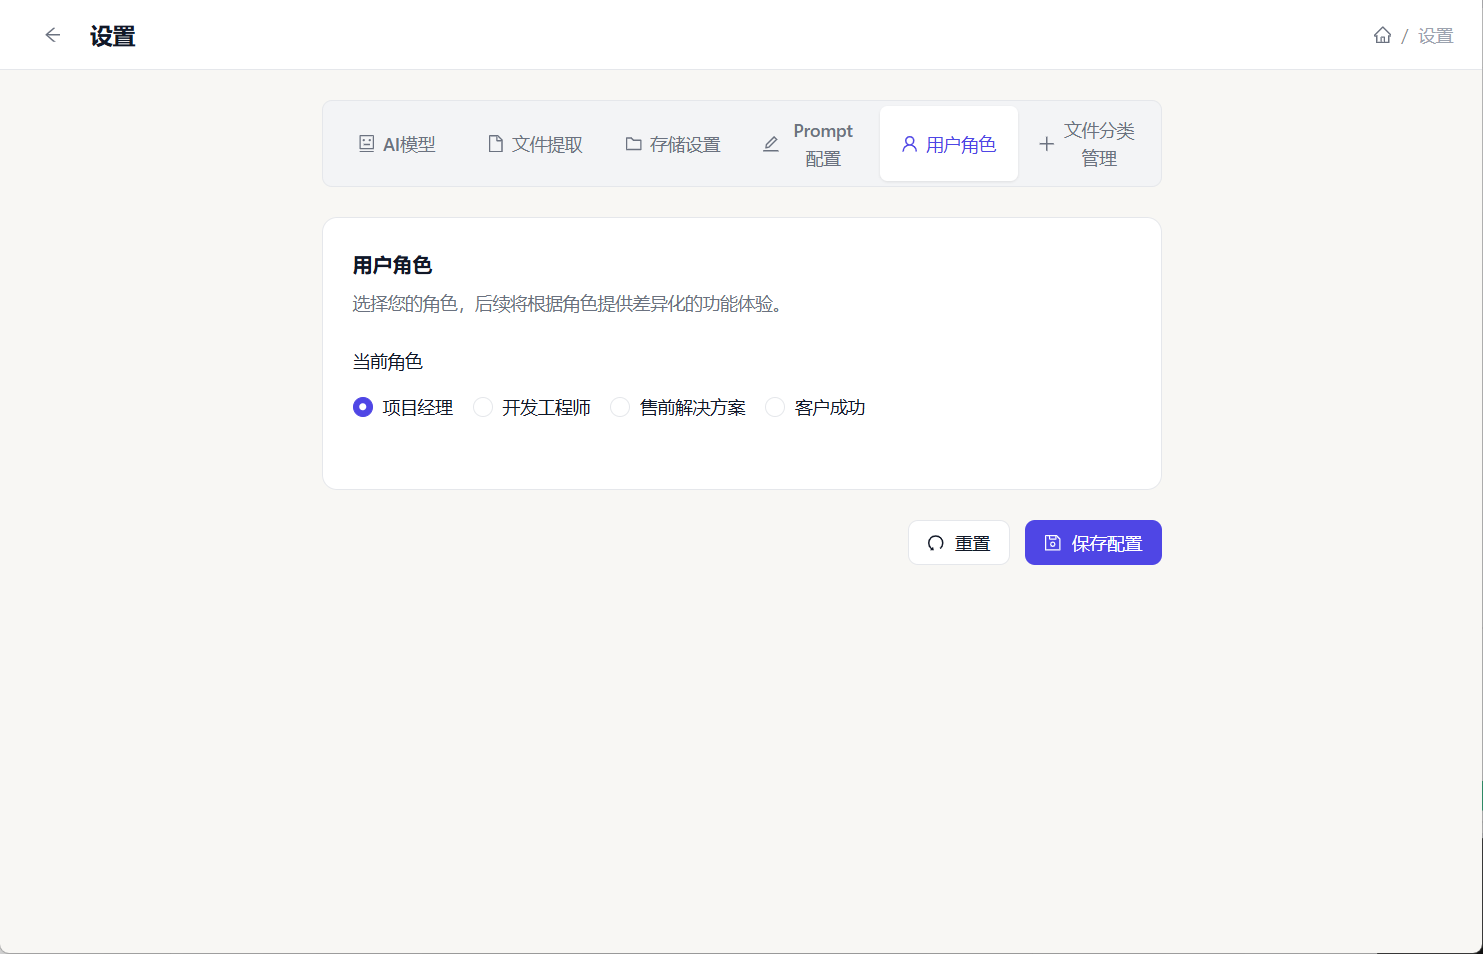 设置
/ 设置
AI模型
文件提取
存储设置
Prompt
配置
用户角色
文件分类
管理
用户角色
选择您的角色，后续将根据角色提供差异化的功能体验。
当前角色
项目经理 开发工程师 售前解决方案 客户成功
重置
保存配置